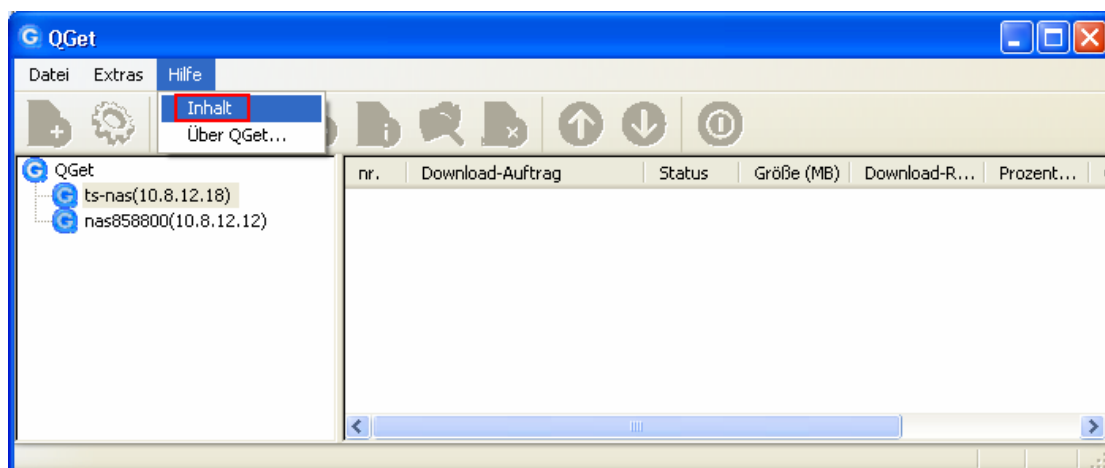 QGet
Datei Extras Hilfe
Inhalt
Über QGet...
QGet
ts-nas(10.8.12.18)
nas858800(10.8.12.12)
nr. Download-Auftrag Status Größe (MB) Download-R... Prozent...